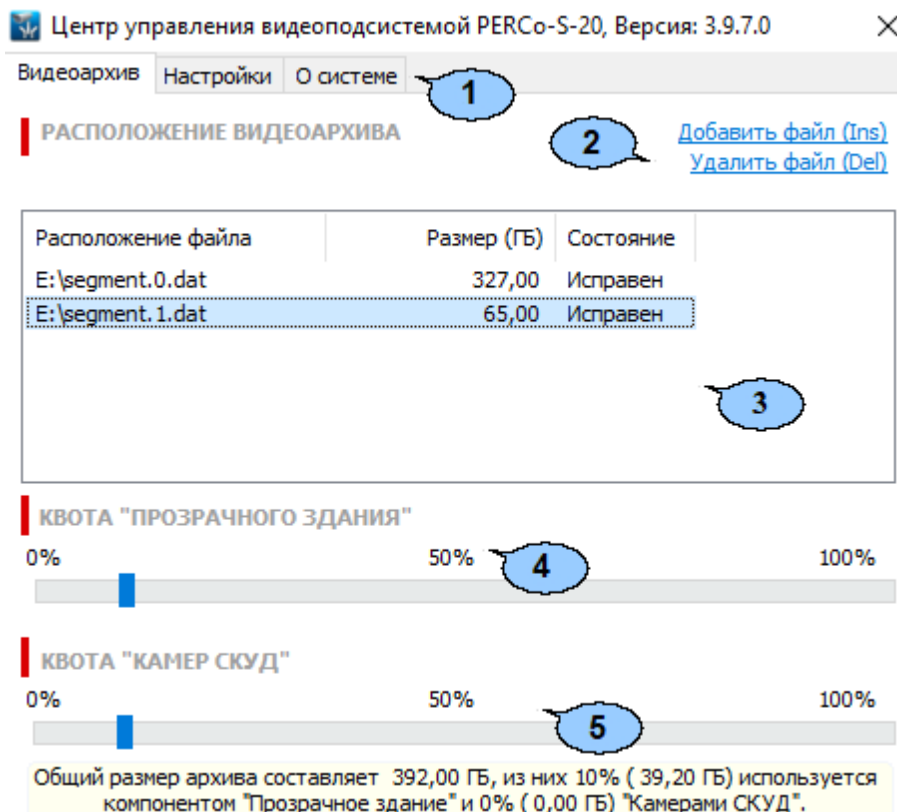 Центр управления видеоподсистемой PERCo-S-20, Версия: 3.9.7.0
Видеоархив Настройки О системе
1
РАСПОЛОЖЕНИЕ ВИДЕОАРХИВА
2
Добавить файл (Ins)
Удалить файл (Del)
Расположение файла Размер (ГБ) Состояние
E:\segment.0.dat 327,00 Исправен
E:\segment.1.dat 65,00 Исправен
3
КВОТА "ПРОЗРАЧНОГО ЗДАНИЯ"
0% 50% 100%
4
КВОТА "КАМЕР СКУД"
0% 50% 100%
5
Общий размер архива составляет 392,00 ГБ, из них 10% ( 39,20 ГБ) используется
компонентом "Прозрачное здание" и 0% ( 0,00 ГБ) "Камерами СКУД".